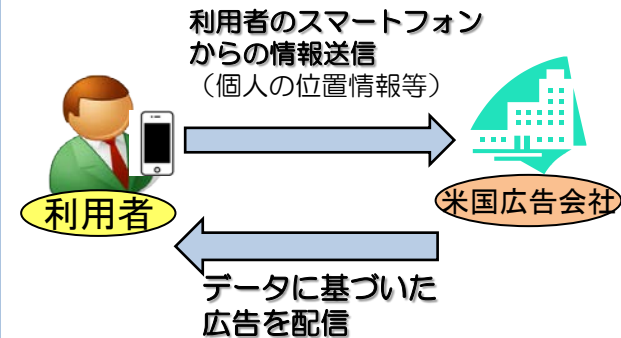 利用者のスマートフォン
からの情報送信
（個人の位置情報等）
利用者
米国広告会社
データに基づいた
広告を配信